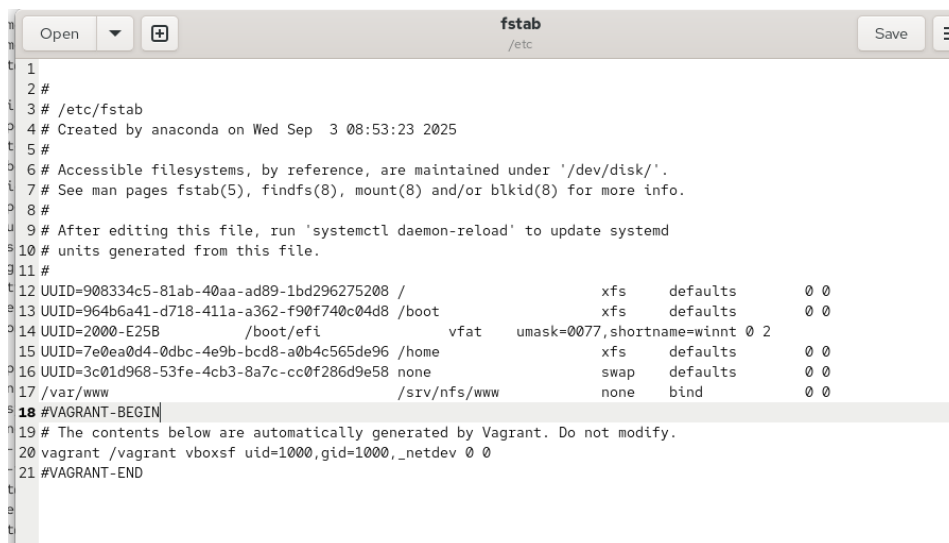 Open
fstab
/etc
Save
1
2 #
3 # /etc/fstab
4 # Created by anaconda on Wed Sep  3 08:53:23 2025
5 #
6 # Accessible filesystems, by reference, are maintained under '/dev/disk/'.
7 # See man pages fstab(5), findfs(8), mount(8) and/or blkid(8) for more info.
8 #
9 # After editing this file, run 'systemctl daemon-reload' to update systemd
10 # units generated from this file.
11 #
12 UUID=908334c5-81ab-40aa-ad89-1bd296275208 /                       xfs     defaults        0 0
13 UUID=964b6a41-d718-411a-a362-f90f740c04d8 /boot                   xfs     defaults        0 0
14 UUID=2000-E25B          /boot/efi               vfat    umask=0077,shortname=winnt 0 2
15 UUID=7e0ea0d4-0dbc-4e9b-bcd8-a0b4c565de96 /home                   xfs     defaults        0 0
16 UUID=3c01d968-53fe-4cb3-8a7c-cc0f286d9e58 none                    swap    defaults        0 0
17 /var/www                                  /srv/nfs/www            none    bind            0 0
18 #VAGRANT-BEGIN
19 # The contents below are automatically generated by Vagrant. Do not modify.
20 vagrant /vagrant vboxsf uid=1000,gid=1000,_netdev 0 0
21 #VAGRANT-END